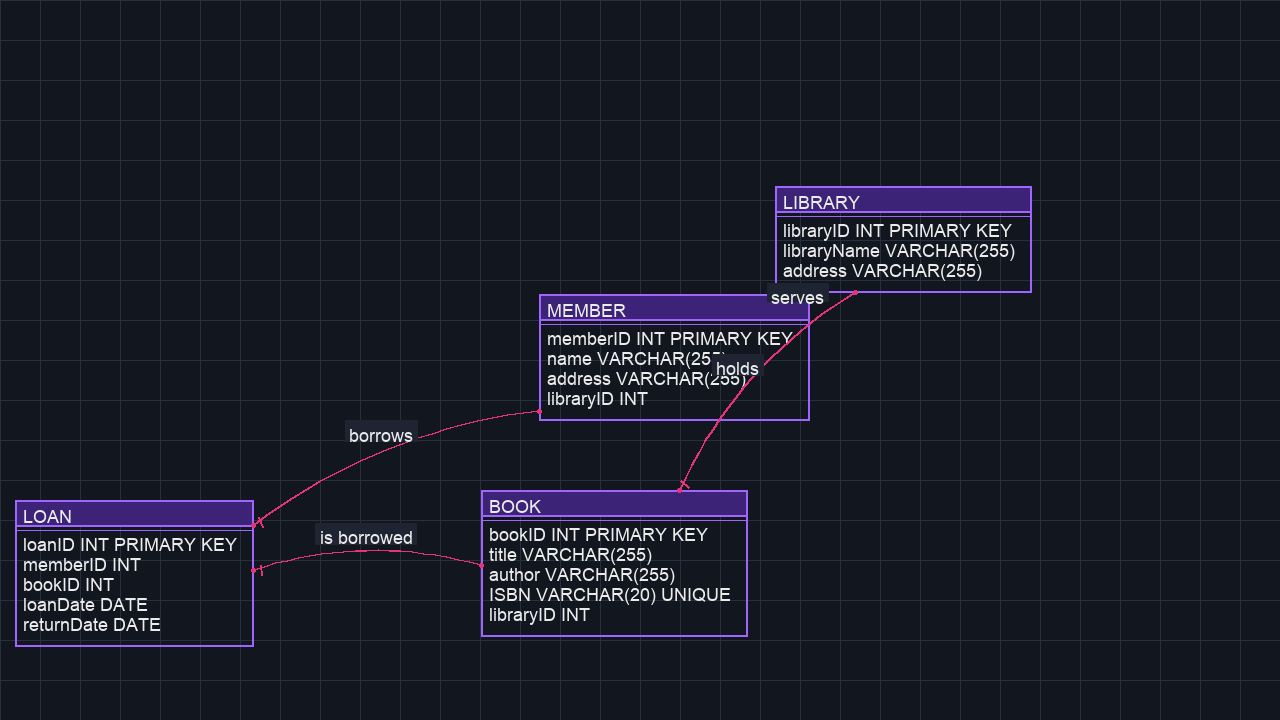 LIBRARY
libraryID INT PRIMARY KEY
libraryName VARCHAR(255)
address VARCHAR(255)
serves
MEMBER
memberID INT PRIMARY KEY
name VARCHAR(255)
address VARCHAR(255)
libraryID INT
holds
borrows
is borrowed
LOAN
loanID INT PRIMARY KEY
memberID INT
bookID INT
loanDate DATE
returnDate DATE
BOOK
bookID INT PRIMARY KEY
title VARCHAR(255)
author VARCHAR(255)
ISBN VARCHAR(20) UNIQUE
libraryID INT